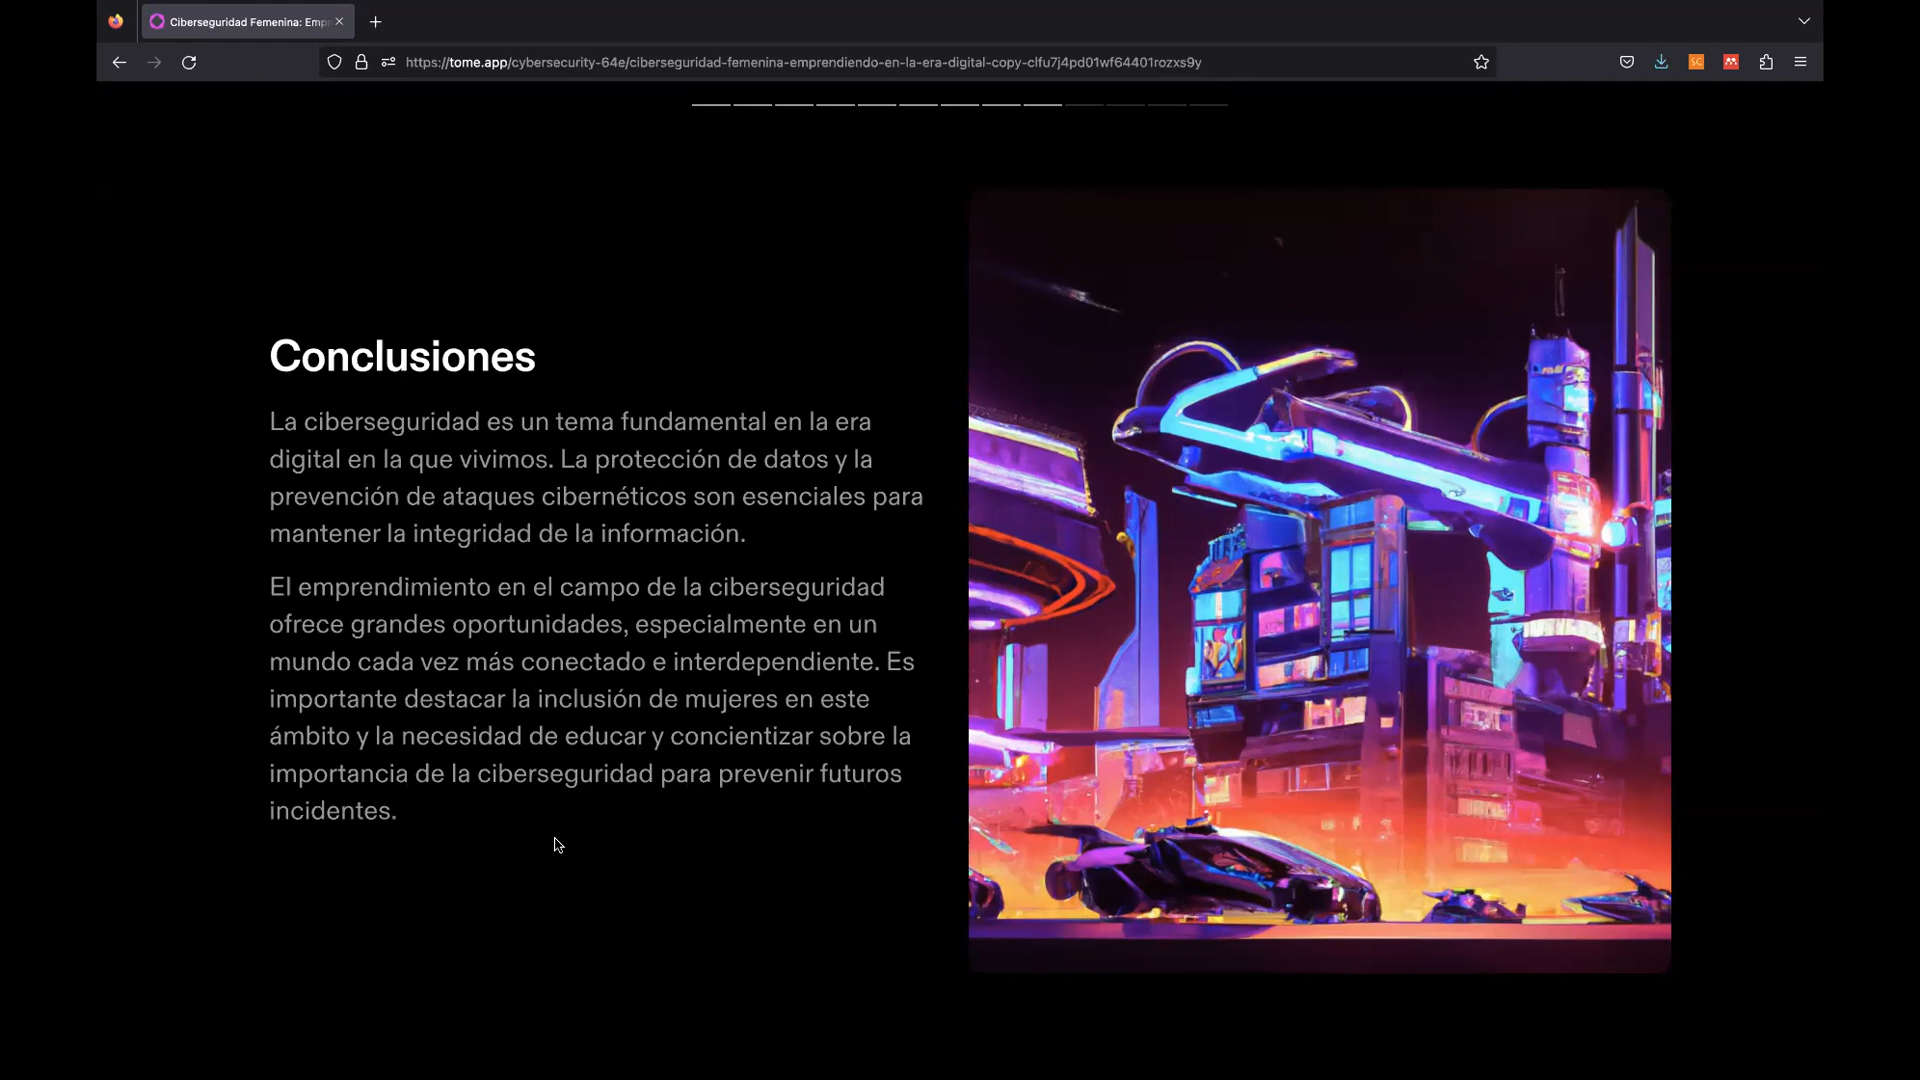 Ciberseguridad Femenina: Emp
https://tome.app/cybersecurity-64e/ciberseguridad-femenina-emprendiendo-en-la-era-digital-copy-clfu7j4pd01wf64401rozxs9y
SC
Conclusiones
La ciberseguridad es un tema fundamental en la era
digital en la que vivimos. La protección de datos y la
prevención de ataques cibernéticos son esenciales para
mantener la integridad de la información.
El emprendimiento en el campo de la ciberseguridad
ofrece grandes oportunidades, especialmente en un
mundo cada vez más conectado e interdependiente. Es
importante destacar la inclusión de mujeres en este
ámbito y la necesidad de educar y concientizar sobre la
importancia de la ciberseguridad para prevenir futuros
incidentes.